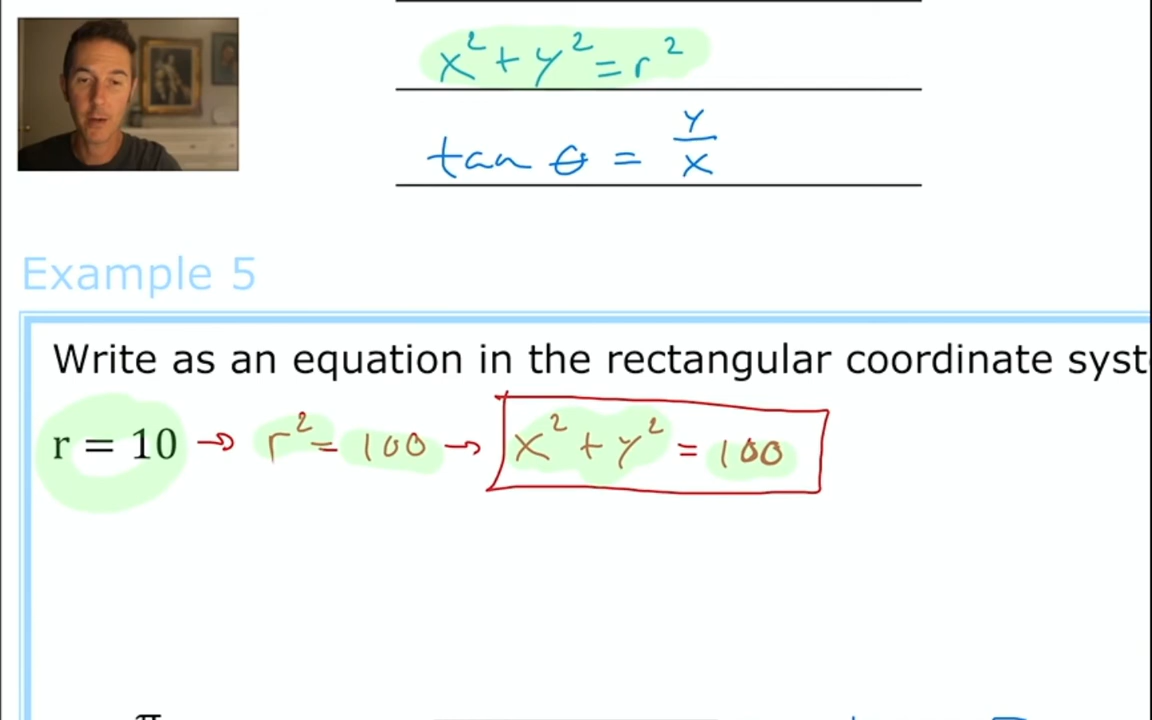 x² + y² = r²
tan θ = y/x
Example 5
Write as an equation in the rectangular coordinate syst
r = 10 → r² = 100 → x² + y² = 100
π